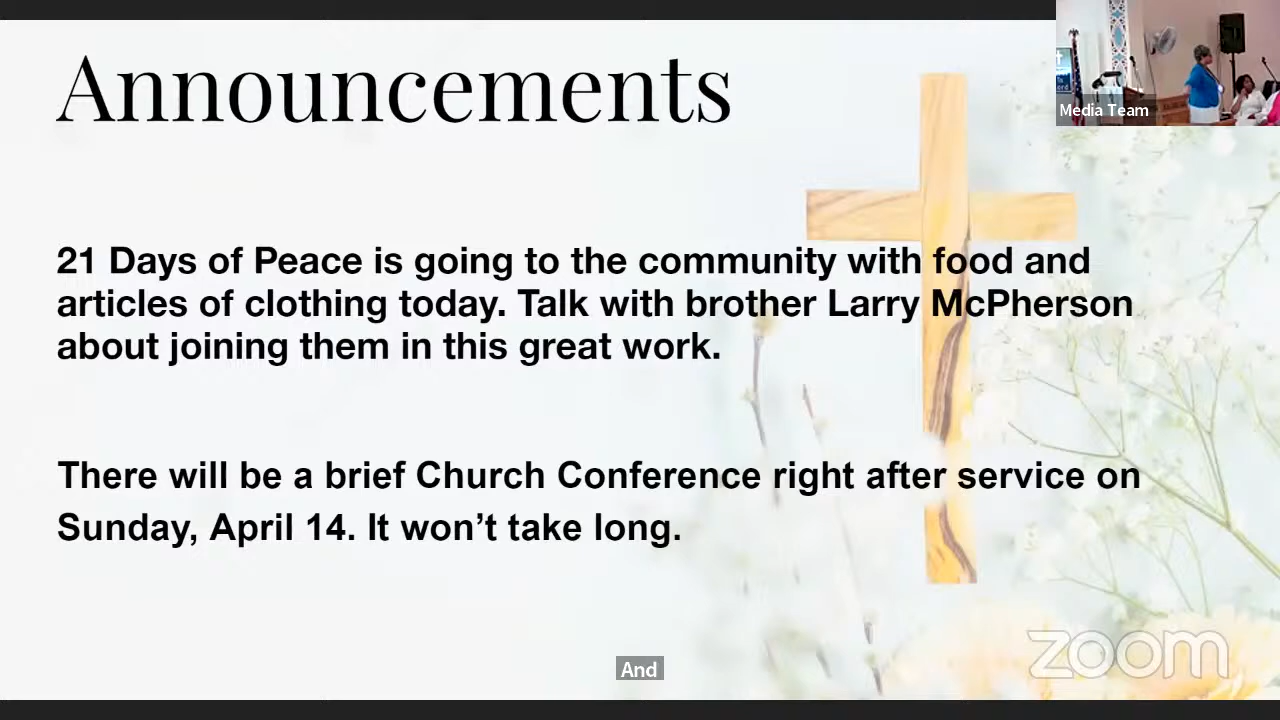 Announcements
Media Team
21 Days of Peace is going to the community with food and
articles of clothing today. Talk with brother Larry McPherson
about joining them in this great work.
There will be a brief Church Conference right after service on
Sunday, April 14. It won’t take long.
zoom
And